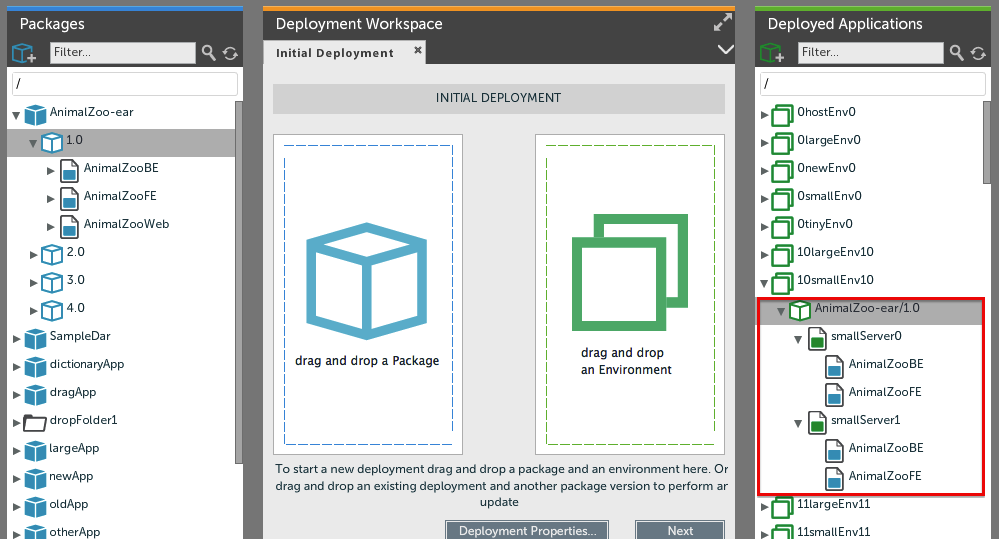 Packages
Filter...
/
AnimalZoo-ear
1.0
AnimalZooBE
AnimalZooFE
AnimalZooWeb
2.0
3.0
4.0
SampleDar
dictionaryApp
dragApp
dropFolder1
largeApp
newApp
oldApp
otherApp
Deployment Workspace
Initial Deployment
INITIAL DEPLOYMENT
drag and drop a Package
drag and drop
an Environment
To start a new deployment drag and drop a package and an environment here. Or
drag and drop an existing deployment and another package version to perform an
update
Deployment Properties...
Next
Deployed Applications
Filter...
/
0hostEnv0
0largeEnv0
0newEnv0
0smallEnv0
0tinyEnv0
10largeEnv10
10smallEnv10
AnimalZoo-ear/1.0
smallServer0
AnimalZooBE
AnimalZooFE
smallServer1
AnimalZooBE
AnimalZooFE
11largeEnv11
11smallEnv11